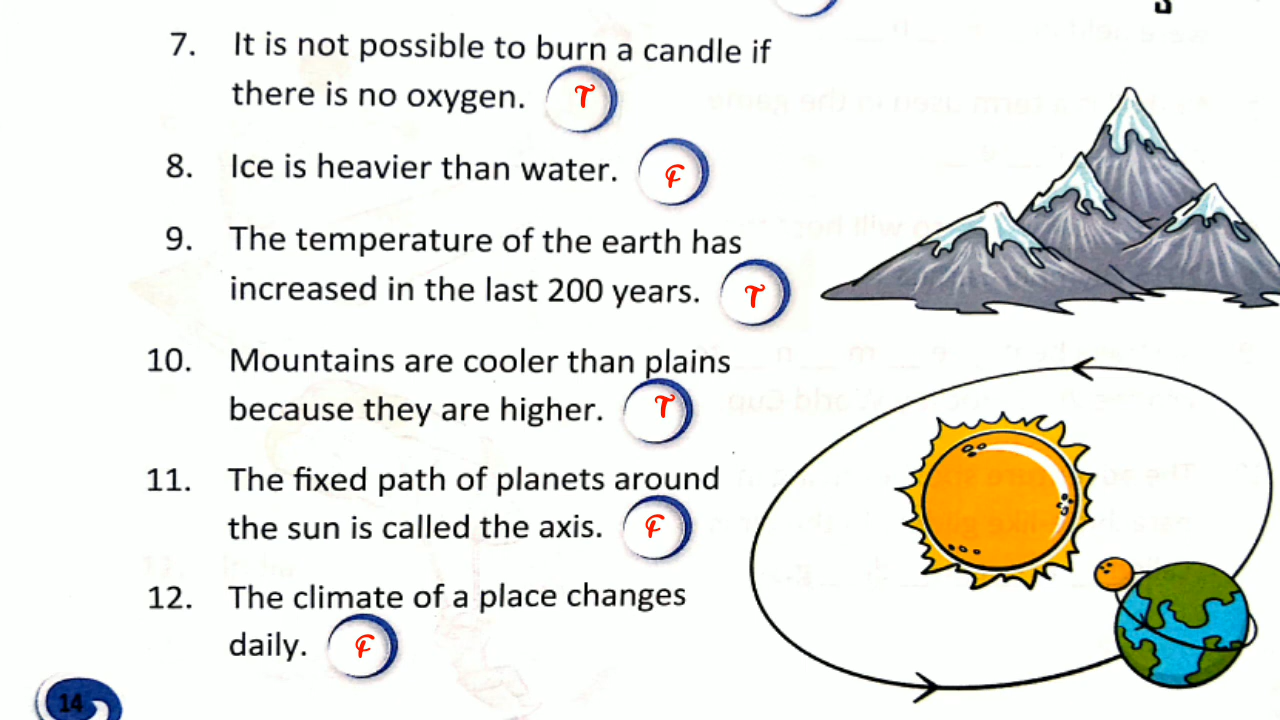 7. It is not possible to burn a candle if
there is no oxygen. T
8. Ice is heavier than water. F
9. The temperature of the earth has
increased in the last 200 years. T
10. Mountains are cooler than plains
because they are higher. T
11. The fixed path of planets around
the sun is called the axis. F
12. The climate of a place changes
daily. F
14